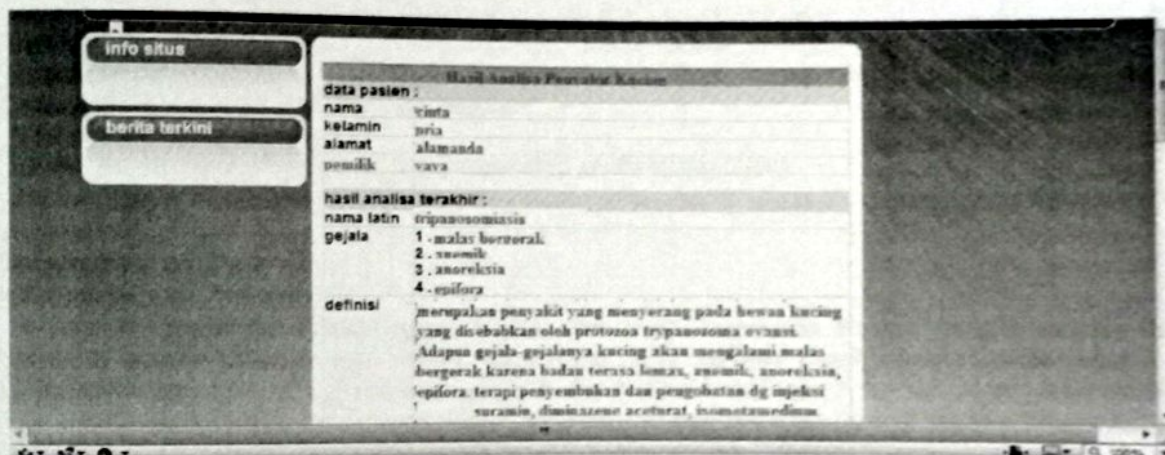 info situs
berita terkini
Hasil Analisa Penyakit Kucing
data pasien :
nama cinta
kelamin pria
alamat alamanda
pemilik vava
hasil analisa terakhir :
nama latin tripanosomiasis
gejala 1 . malas bergerak
2 . anemik
3 . anoreksia
4 . epifora
definisi merupakan penyakit yang menyerang pada hewan kucing
yang disebabkan oleh protozoa trypanosoma evansi.
Adapun gejala-gejalanya kucing akan mengalami malas
bergerak karena badan terasa lemas, anemik, anoreksia,
epifora. terapi penyembuhan dan pengobatan dg injeksi
suramin, diminazene aceturat, isometamedium
100%